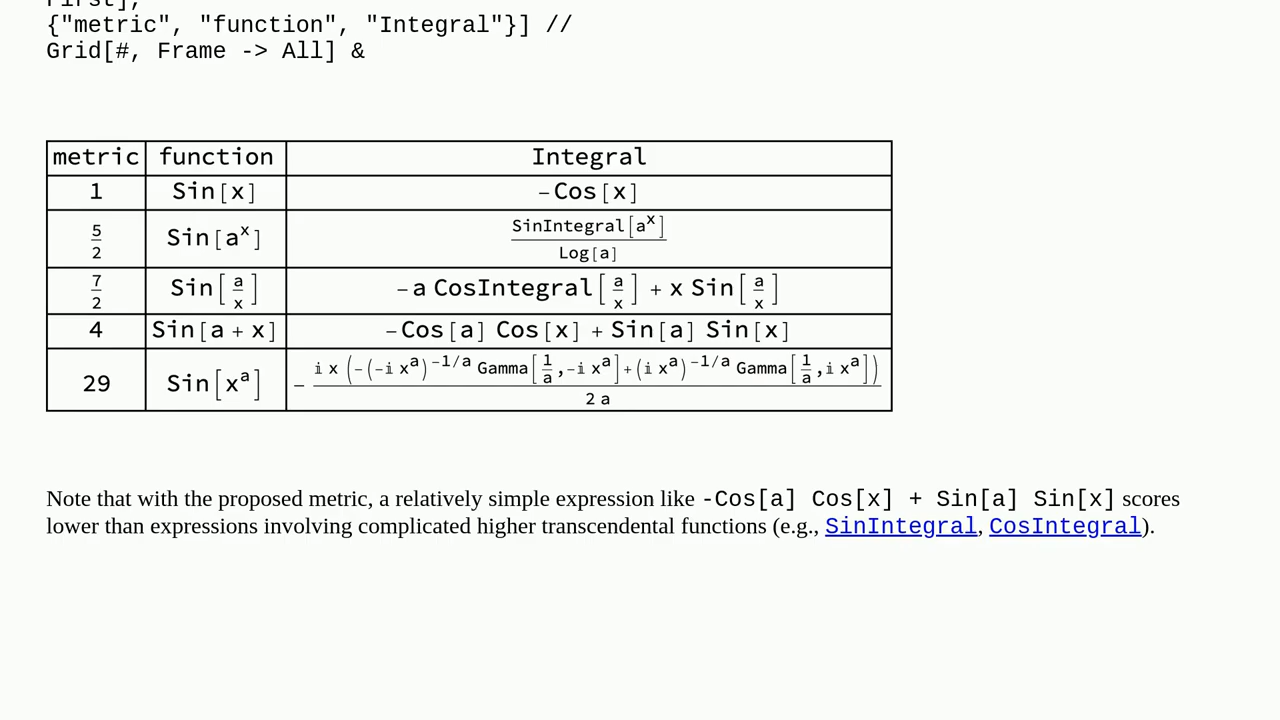 First],
{"metric", "function", "Integral"}] //
Grid[#, Frame -> All] &
metric function Integral
1 Sin[x] -Cos[x]
5/2 Sin[a^x] SinIntegral[a^x]/Log[a]
7/2 Sin[a/x] -a CosIntegral[a/x] + x Sin[a/x]
4 Sin[a + x] -Cos[a] Cos[x] + Sin[a] Sin[x]
29 Sin[x^a] -(ⅈ x (-(-ⅈ x^a)^(-1/a) Gamma[1/a, -ⅈ x^a] + (ⅈ x^a)^(-1/a) Gamma[1/a, ⅈ x^a]))/(2 a)
Note that with the proposed metric, a relatively simple expression like -Cos[a] Cos[x] + Sin[a] Sin[x] scores
lower than expressions involving complicated higher transcendental functions (e.g., SinIntegral, CosIntegral).